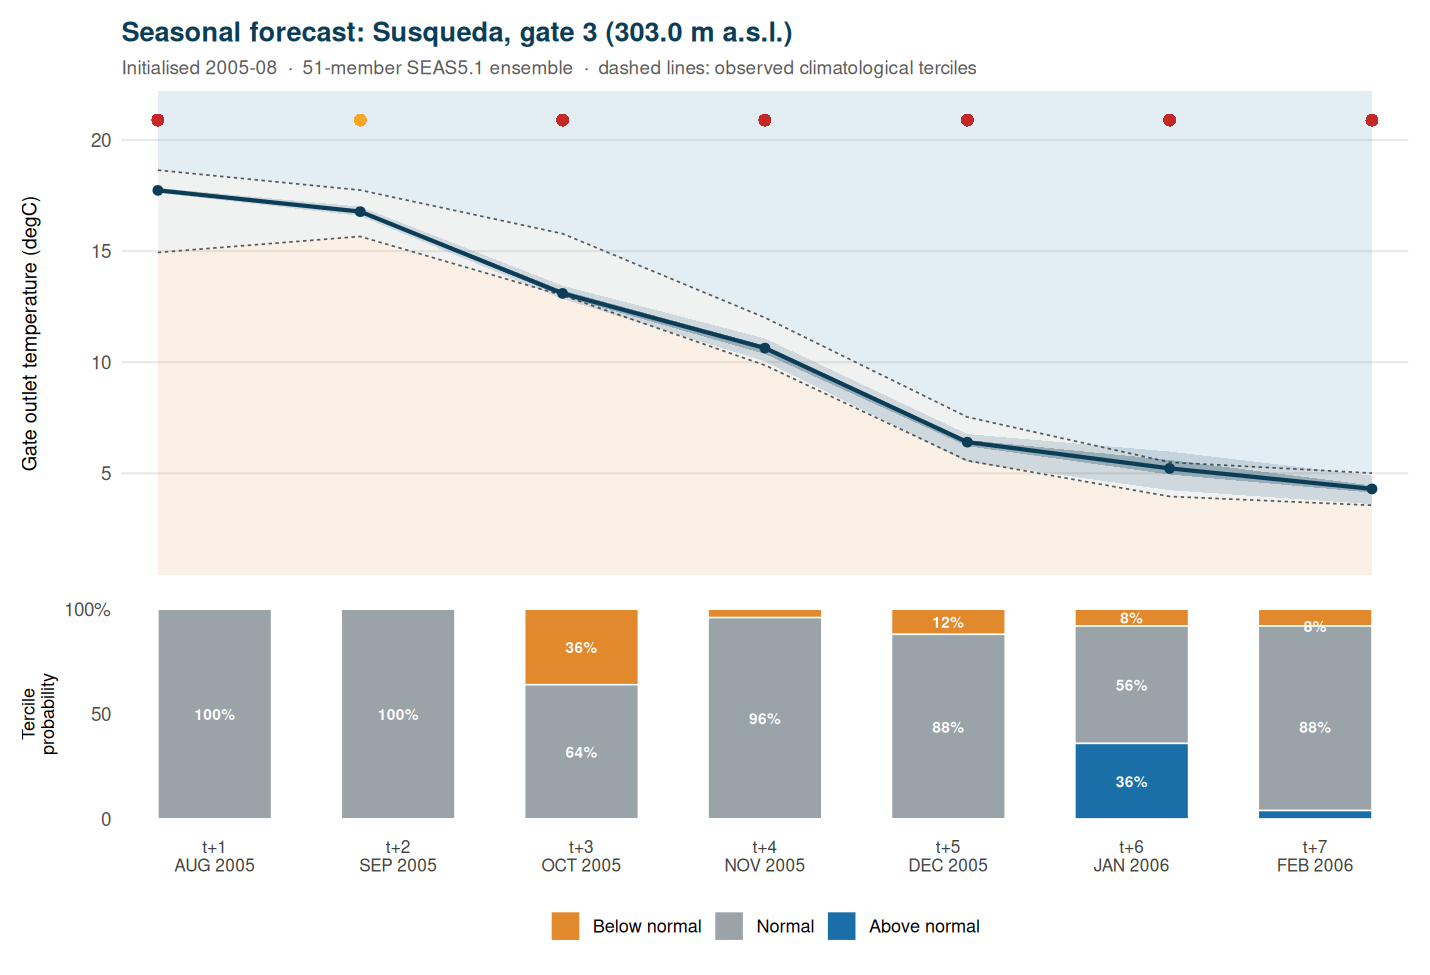 Seasonal forecast: Susqueda, gate 3 (303.0 m a.s.l.)
Initialised 2005-08 · 51-member SEAS5.1 ensemble · dashed lines: observed climatological terciles
Gate outlet temperature (degC)
20
15
10
5
Tercile
probability
100%
50
0
100%
100%
36%
64%
96%
12%
88%
8%
56%
36%
8%
88%
t+1
AUG 2005
t+2
SEP 2005
t+3
OCT 2005
t+4
NOV 2005
t+5
DEC 2005
t+6
JAN 2006
t+7
FEB 2006
Below normal
Normal
Above normal